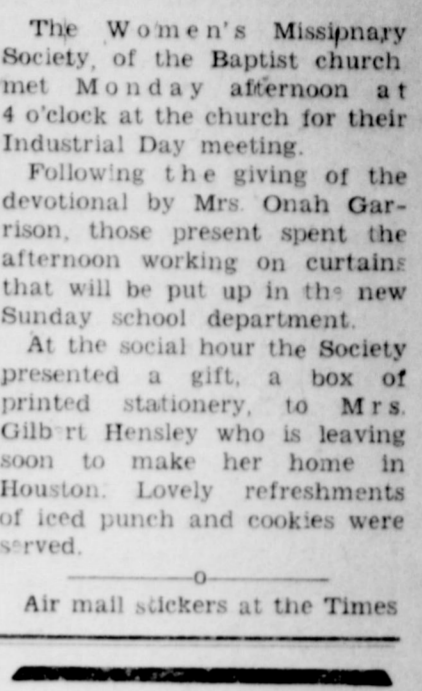 The Women's Missionary
Society, of the Baptist church
met Monday afternoon at
4 o'clock at the church for their
Industrial Day meeting.
Following the giving of the
devotional by Mrs. Onah Gar-
rison, those present spent the
afternoon working on curtains
that will be put up in the new
Sunday school department.
At the social hour the Society
presented a gift, a box of
printed stationery, to Mrs.
Gilbert Hensley who is leaving
soon to make her home in
Houston. Lovely refreshments
of iced punch and cookies were
served.
o
Air mail stickers at the Times